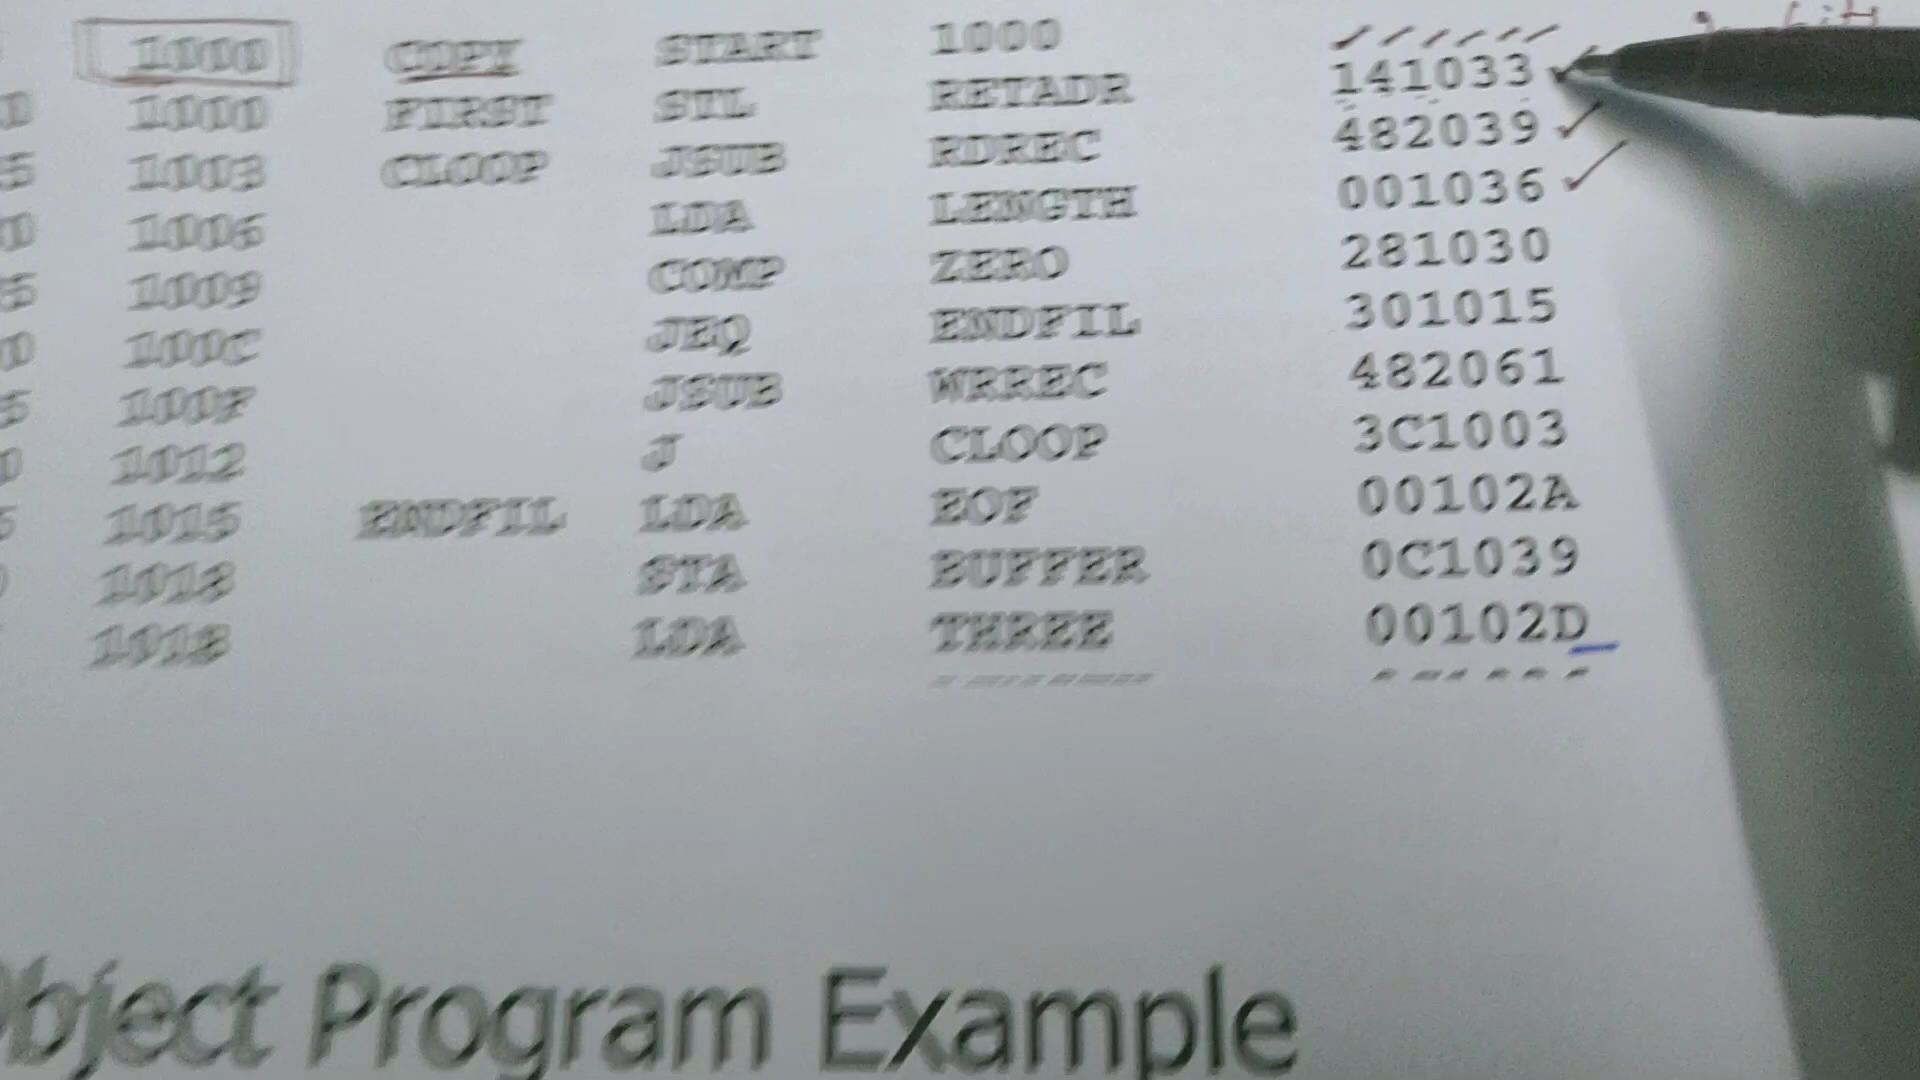 1000 COPY START 1000
1000 FIRST STL RETADR 141033
1003 CLOOP JSUB RDREC 482039
1006 LDA LENGTH 001036
1009 COMP ZERO 281030
100C JEQ ENDFIL 301015
100F JSUB WRREC 482061
1012 J CLOOP 3C1003
1015 ENDFIL LDA EOF 00102A
1018 STA BUFFER 0C1039
LDA THREE 00102D
Object Program Example